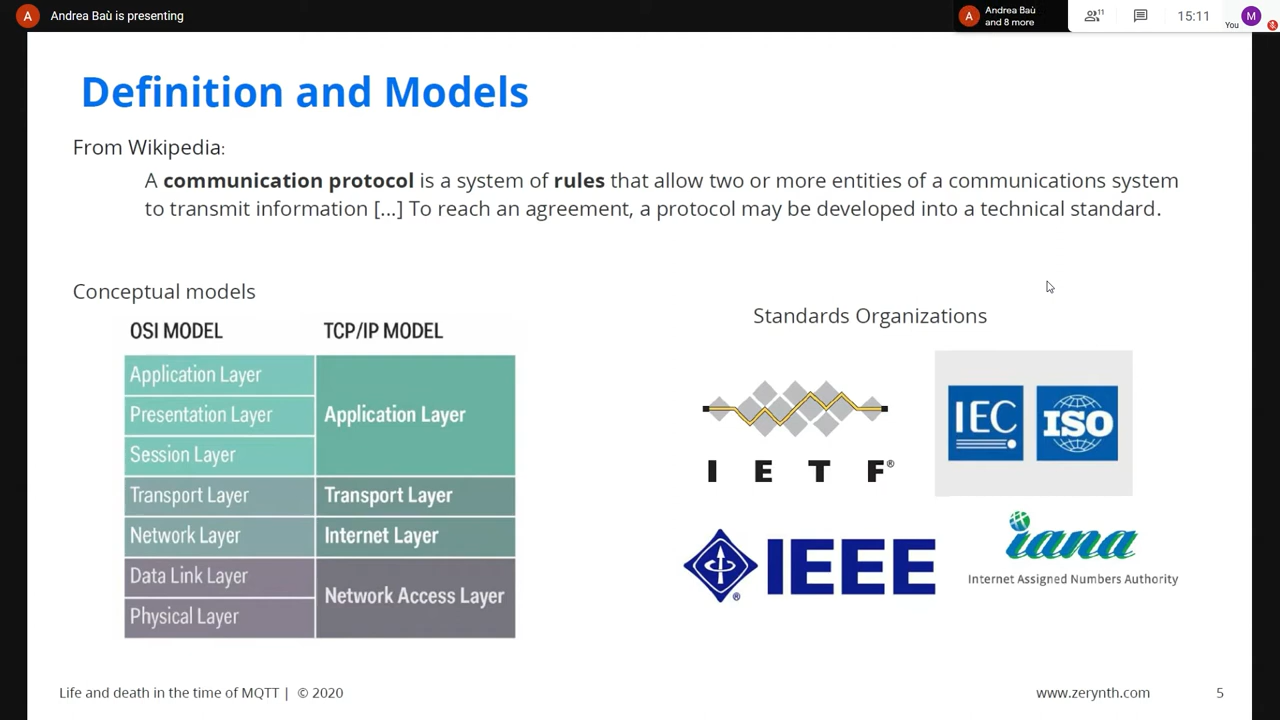 A
Andrea Baù is presenting
A
Andrea Baù
and 8 more
11
15:11
You
M
Definition and Models
From Wikipedia:
A communication protocol is a system of rules that allow two or more entities of a communications system
to transmit information [...] To reach an agreement, a protocol may be developed into a technical standard.
Conceptual models
OSI MODEL
TCP/IP MODEL
Application Layer
Presentation Layer
Session Layer
Transport Layer
Network Layer
Data Link Layer
Physical Layer
Application Layer
Transport Layer
Internet Layer
Network Access Layer
Standards Organizations
I E T F®
IEC
ISO
IEEE
®
iana
Internet Assigned Numbers Authority
Life and death in the time of MQTT | © 2020
www.zerynth.com
5